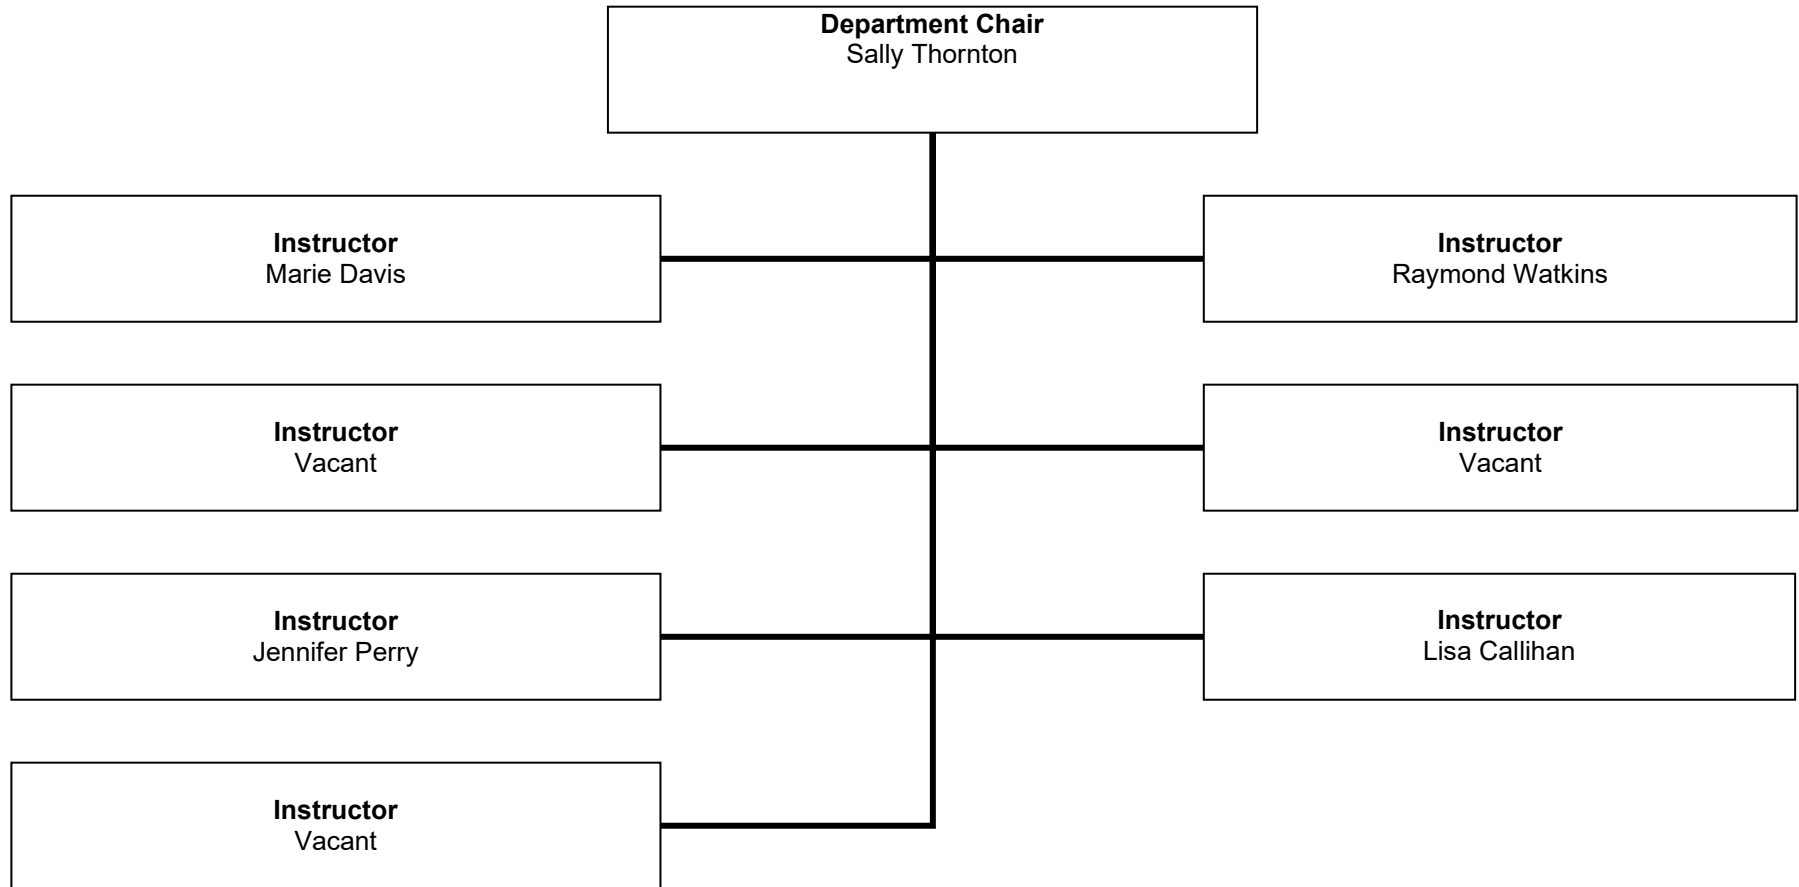 Department Chair
Sally Thornton
Instructor
Marie Davis
Instructor
Raymond Watkins
Instructor
Vacant
Instructor
Vacant
Instructor
Jennifer Perry
Instructor
Lisa Callihan
Instructor
Vacant